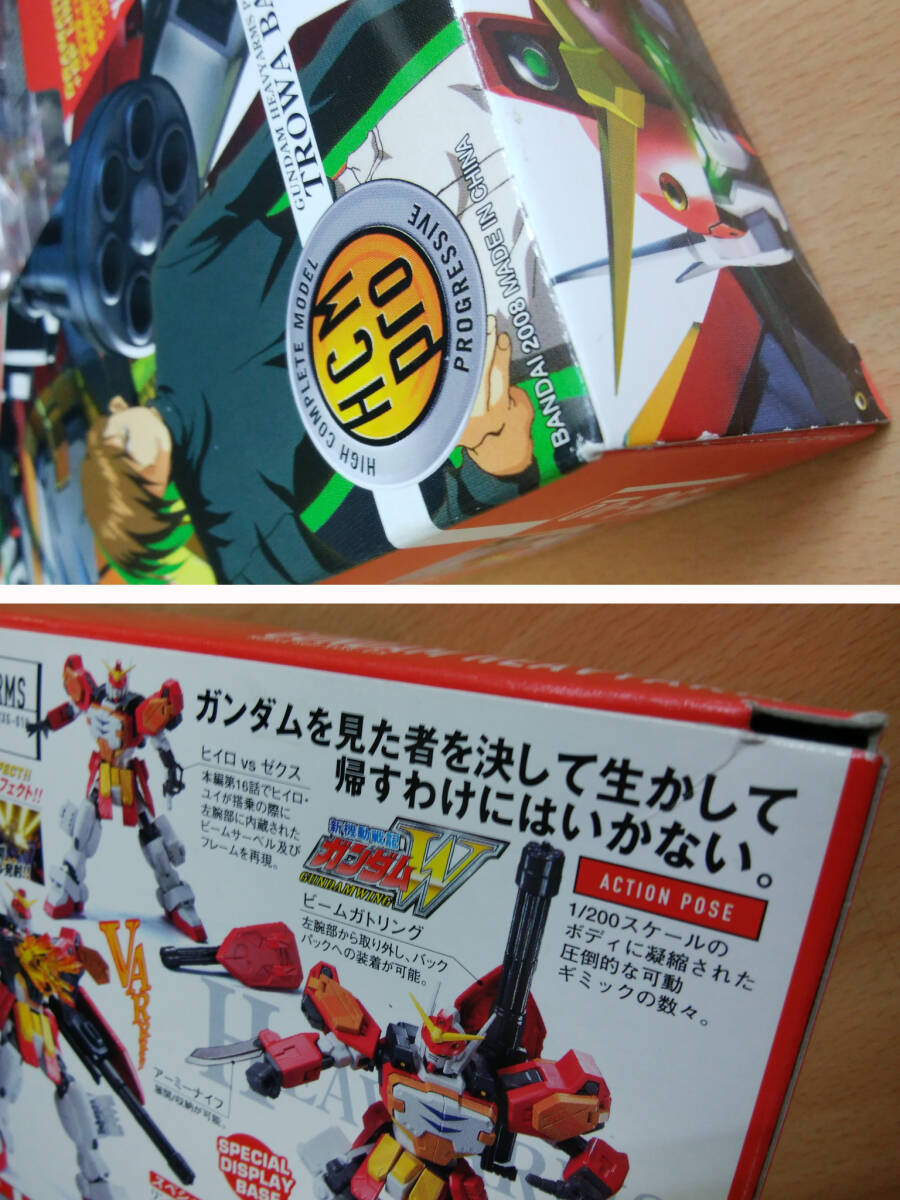 GUNDAM HEAVYARMS
TROWA BA
HIGH COMPLETE MODEL
HCM
pro
PROGRESSIVE
BANDAI 2008 MADE IN CHINA
RMS
ガンダムを見た者を決して生かして
帰すわけにはいかない。
ヒイロ vs ゼクス
本編第16話でヒイロ・
ユイが搭乗の際に
左腕部に内蔵された
ビームサーベル及び
フレームを再現。
新機動戦記
ガンダムW
GUNDAM WING
ACTION POSE
1/200スケールの
ボディに凝縮された
圧倒的な可動
ギミックの数々。
ビームガトリング
左腕部から取り外し、バック
パックへの装着が可能。
アーミーナイフ
展開/収納が可能。
SPECIAL
DISPLAY
BASE